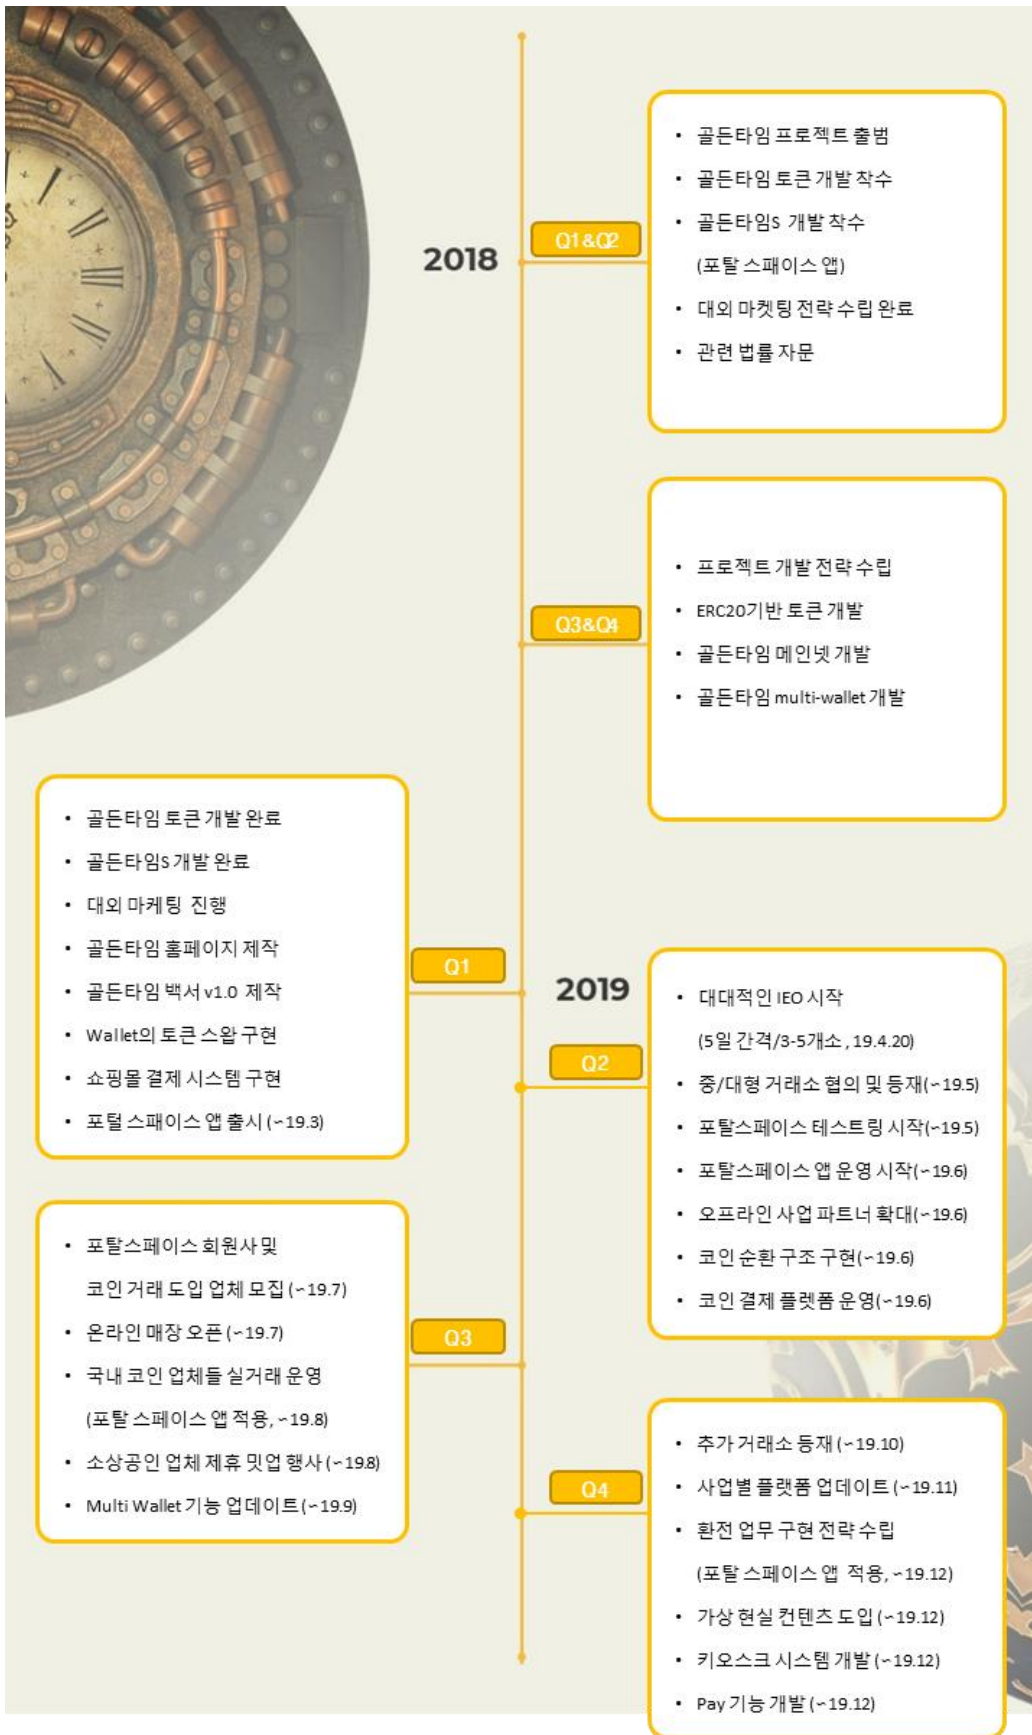 2018
Q1&Q2
• 골든타임 프로젝트 출범
• 골든타임 토큰 개발 착수
• 골든타임S 개발 착수
(포탈 스패이스 앱)
• 대외 마켓팅 전략 수립 완료
• 관련 법률 자문
Q3&Q4
• 프로젝트 개발 전략 수립
• ERC20기반 토큰 개발
• 골든타임 메인넷 개발
• 골든타임 multi-wallet 개발
2019
Q1
• 골든타임 토큰 개발 완료
• 골든타임S 개발 완료
• 대외 마케팅 진행
• 골든타임 홈페이지 제작
• 골든타임 백서 v1.0 제작
• Wallet의 토큰 스왑 구현
• 쇼핑몰 결제 시스템 구현
• 포털 스패이스 앱 출시 (~19.3)
Q2
• 대대적인 IEO 시작
(5일 간격/3-5개소, 19.4.20)
• 중/대형 거래소 협의 및 등재(~19.5)
• 포탈스페이스 테스트링 시작(~19.5)
• 포탈스페이스 앱 운영 시작(~19.6)
• 오프라인 사업 파트너 확대(~19.6)
• 코인 순환 구조 구현(~19.6)
• 코인 결제 플렛폼 운영(~19.6)
Q3
• 포탈스페이스 회원사 및
코인 거래 도입 업체 모집 (~19.7)
• 온라인 매장 오픈 (~19.7)
• 국내 코인 업체들 실거래 운영
(포탈 스페이스 앱 적용, ~19.8)
• 소상공인 업체 제휴 밋업 행사 (~19.8)
• Multi Wallet 기능 업데이트 (~19.9)
Q4
• 추가 거래소 등재 (~19.10)
• 사업별 플랫폼 업데이트 (~19.11)
• 환전 업무 구현 전략 수립
(포탈 스페이스 앱 적용, ~19.12)
• 가상 현실 컨텐츠 도입 (~19.12)
• 키오스크 시스템 개발 (~19.12)
• Pay 기능 개발 (~19.12)